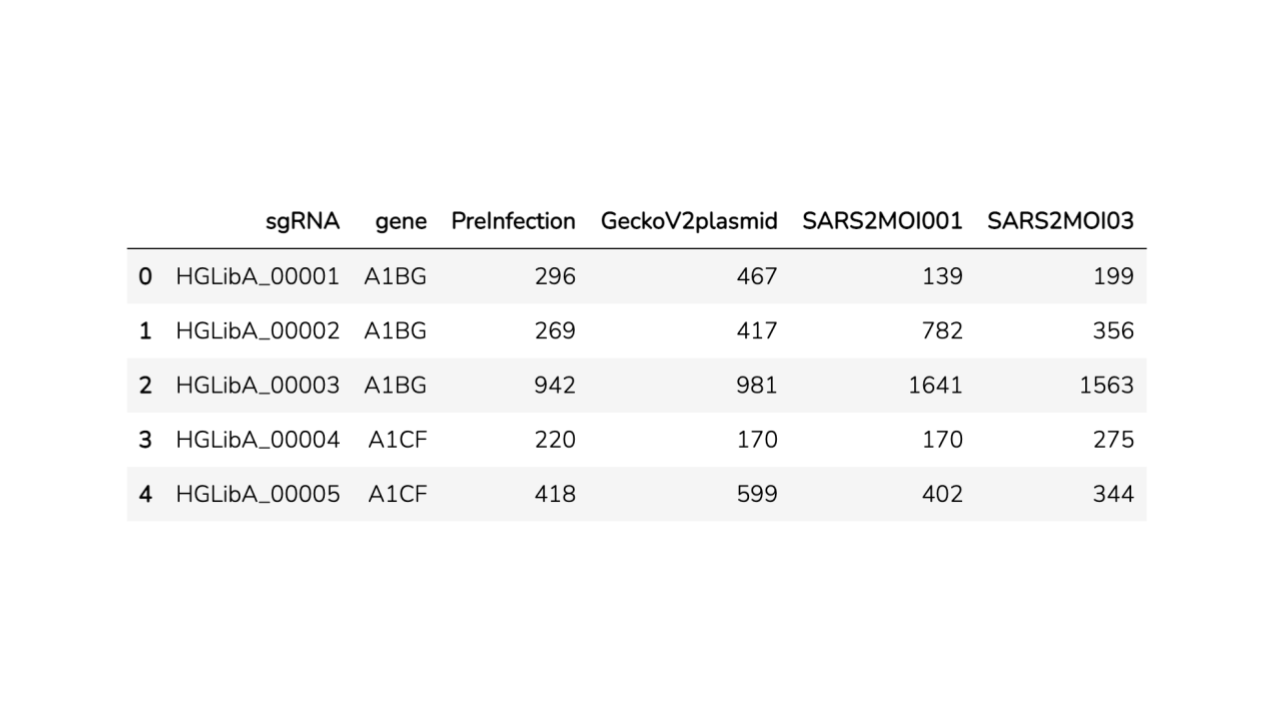 sgRNA gene PreInfection GeckoV2plasmid SARS2MOI001 SARS2MOI03
0 HGLibA_00001 A1BG 296 467 139 199
1 HGLibA_00002 A1BG 269 417 782 356
2 HGLibA_00003 A1BG 942 981 1641 1563
3 HGLibA_00004 A1CF 220 170 170 275
4 HGLibA_00005 A1CF 418 599 402 344